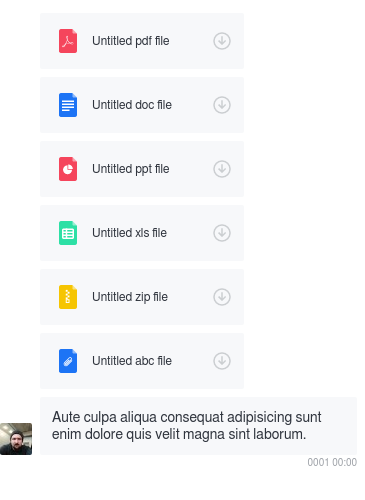 Untitled pdf file
Untitled doc file
Untitled ppt file
Untitled xls file
Untitled zip file
Untitled abc file
Aute culpa aliqua consequat adipisicing sunt
enim dolore quis velit magna sint laborum.
0001 00:00